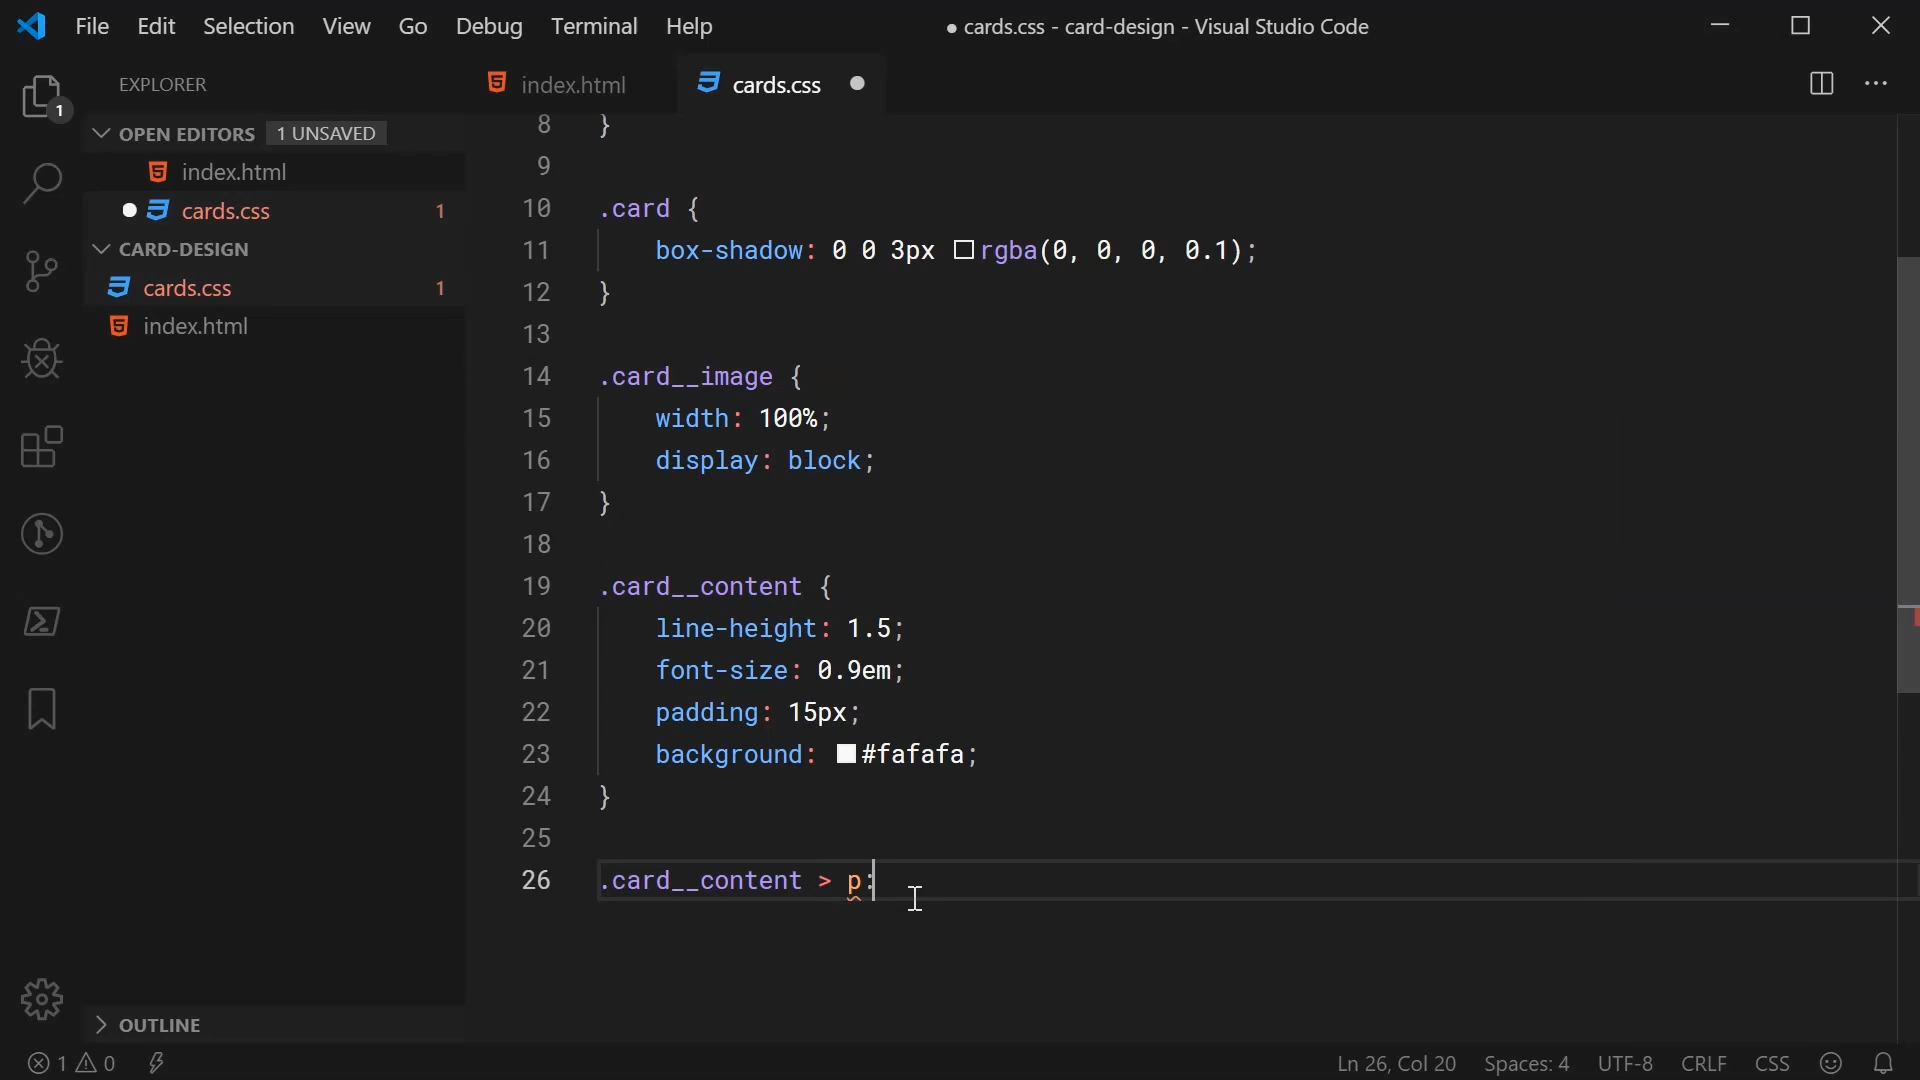 File Edit Selection View Go Debug Terminal Help
● cards.css - card-design - Visual Studio Code
EXPLORER
1
OPEN EDITORS 1 UNSAVED
index.html
cards.css 1
CARD-DESIGN
cards.css 1
index.html
OUTLINE
index.html cards.css
8 }
9
10 .card {
11 box-shadow: 0 0 3px rgba(0, 0, 0, 0.1);
12 }
13
14 .card__image {
15 width: 100%;
16 display: block;
17 }
18
19 .card__content {
20 line-height: 1.5;
21 font-size: 0.9em;
22 padding: 15px;
23 background: #fafafa;
24 }
25
26 .card__content > p:
1 0 Ln 26, Col 20 Spaces: 4 UTF-8 CRLF CSS